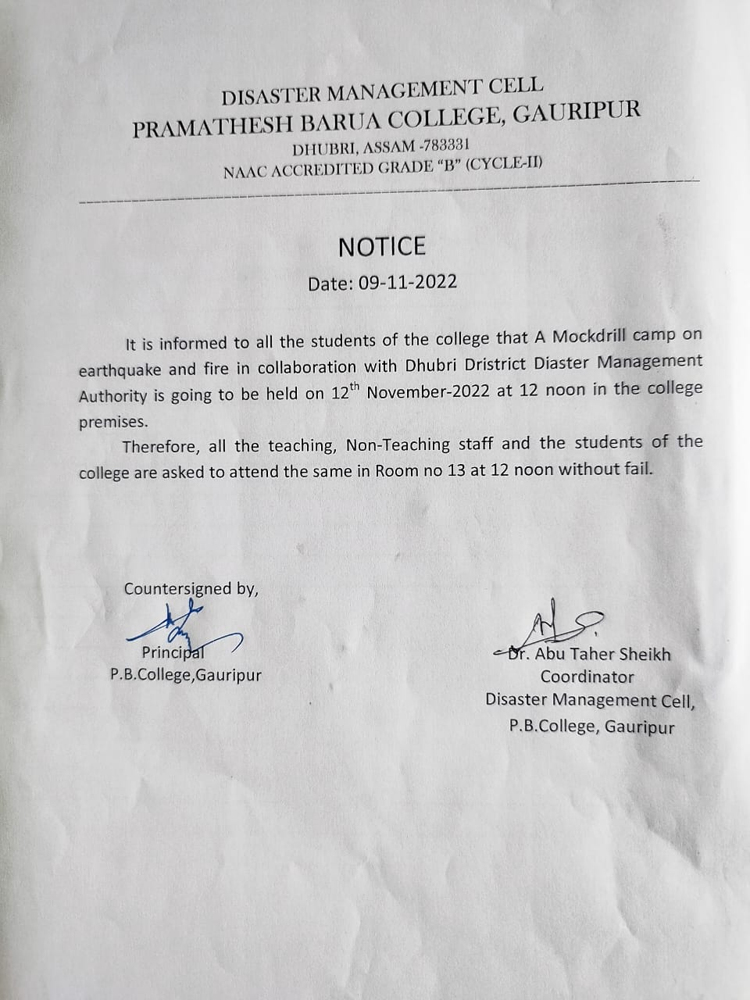 DISASTER MANAGEMENT CELL
PRAMATHESH BARUA COLLEGE, GAURIPUR
DHUBRI, ASSAM -783331
NAAC ACCREDITED GRADE “B” (CYCLE-II)
NOTICE
Date: 09-11-2022
It is informed to all the students of the college that A Mockdrill camp on
earthquake and fire in collaboration with Dhubri Dristrict Diaster Management
Authority is going to be held on 12th November-2022 at 12 noon in the college
premises.
Therefore, all the teaching, Non-Teaching staff and the students of the
college are asked to attend the same in Room no 13 at 12 noon without fail.
Countersigned by,
Principal
P.B.College,Gauripur
Dr. Abu Taher Sheikh
Coordinator
Disaster Management Cell,
P.B.College, Gauripur